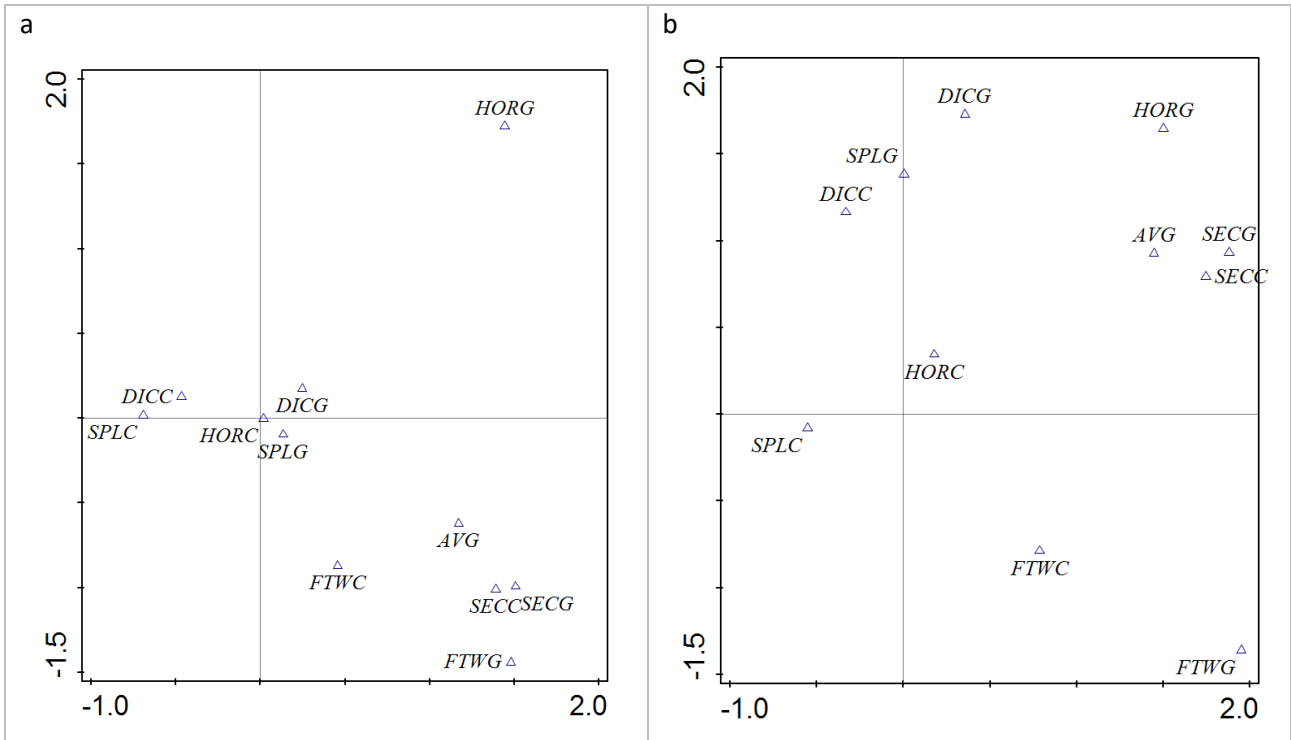 a
2.0
HORG
DICC
DICG
SPLC
HORC
SPLG
AVG
FTWC
SECC
SECG
FTWG
-1.5
-1.0
2.0
b
2.0
DICG
HORG
SPLG
DICC
AVG
SECG
SECC
HORC
SPLC
FTWC
FTWG
-1.5
-1.0
2.0